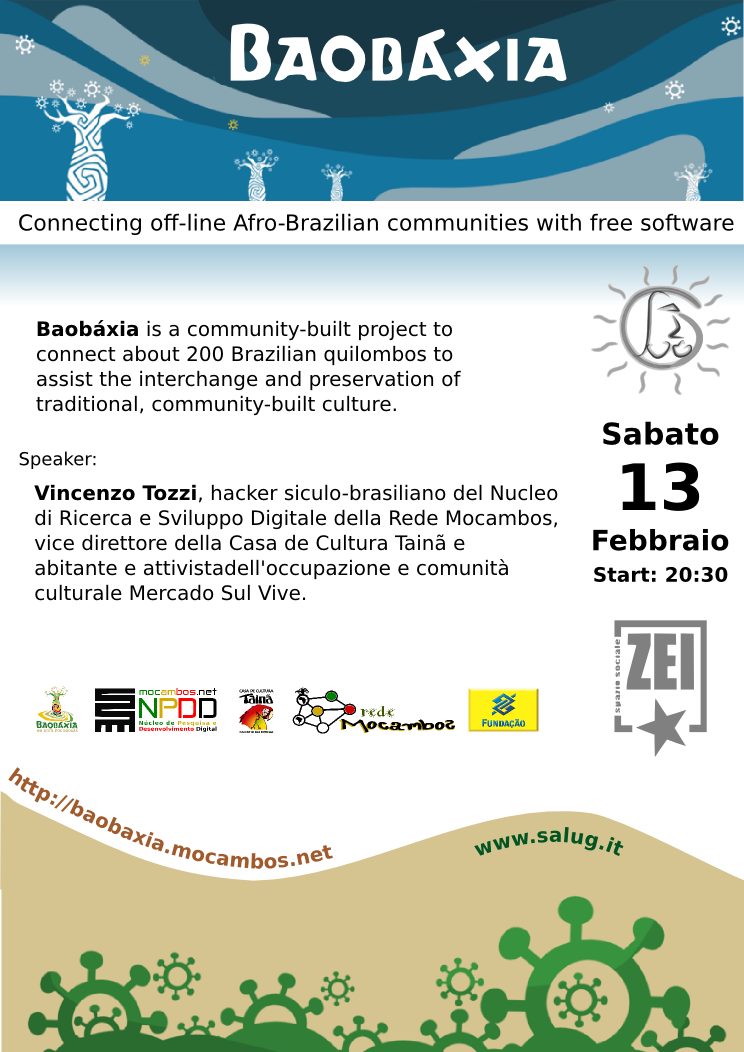 BAOBÁXIA
Connecting off-line Afro-Brazilian communities with free software
Baobáxia is a community-built project to
connect about 200 Brazilian quilombos to
assist the interchange and preservation of
traditional, community-built culture.
Speaker:
Vincenzo Tozzi, hacker siculo-brasiliano del Nucleo
di Ricerca e Sviluppo Digitale della Rede Mocambos,
vice direttore della Casa de Cultura Tainã e
abitante e attivistadell'occupazione e comunità
culturale Mercado Sul Vive.
Sabato
13
Febbraio
Start: 20:30
spazio sociale
ZEI
BAOBÁXIA
mocambos.net
NPDD
Núcleo de Pesquisa e
Desenvolvimento Digital
CASA DE CULTURA
Tainã
rede
Mocambos
FUNDAÇÃO
http://baobaxia.mocambos.net
www.salug.it